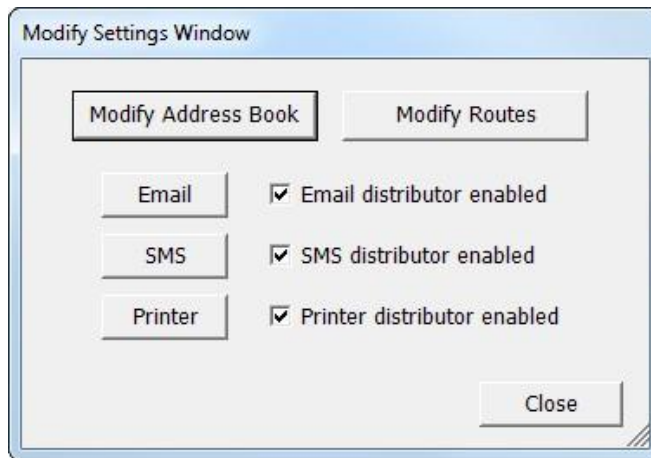 Modify Settings Window
Modify Address Book Modify Routes
Email Email distributor enabled
SMS SMS distributor enabled
Printer Printer distributor enabled
Close